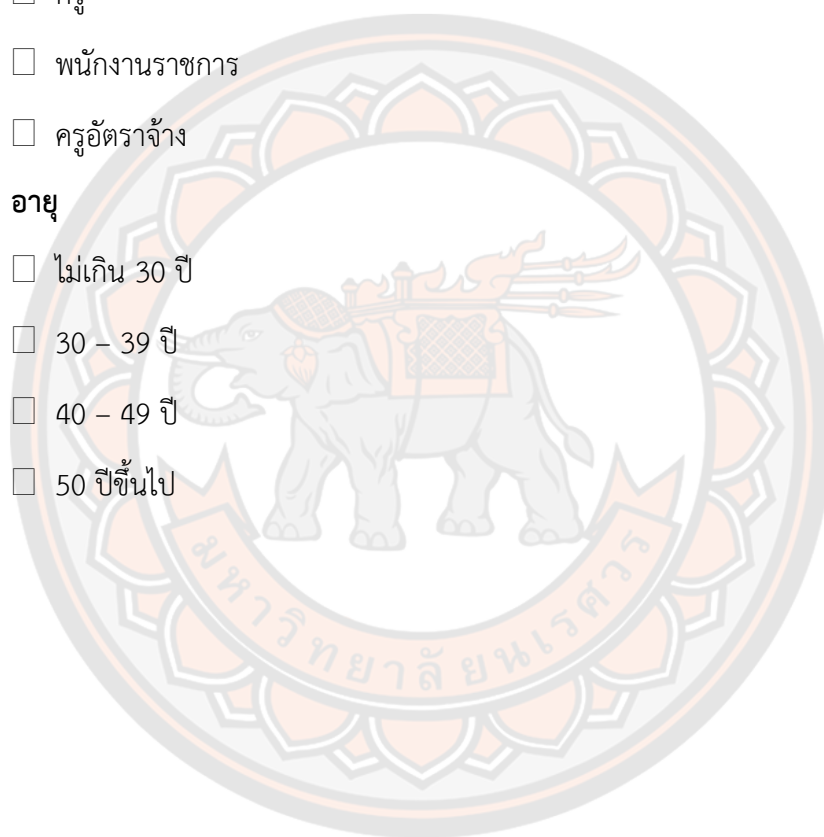 ☐ พนักงานราชการ
☐ ครูอัตราจ้าง
อายุ
☐ ไม่เกิน 30 ปี
☐ 30 – 39 ปี
☐ 40 – 49 ปี
☐ 50 ปีขึ้นไป
มหาวิทยาลัยนเรศวร